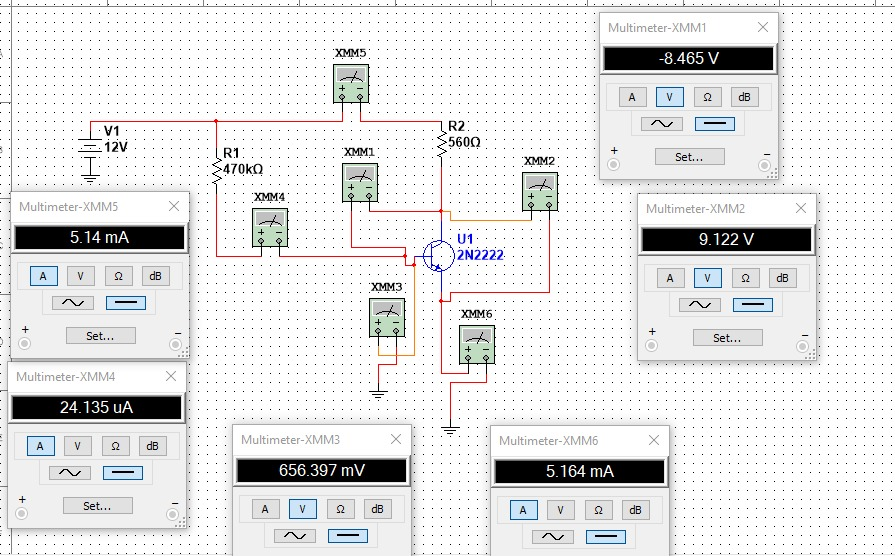 XMM5
V1
12V
R1
470kΩ
R2
560Ω
XMM1
XMM2
XMM4
U1
2N2222
XMM3
XMM6
Multimeter-XMM1
-8.465 V
A V Ω dB
+ −
Set...
Multimeter-XMM5
5.14 mA
A V Ω dB
+ −
Set...
Multimeter-XMM2
9.122 V
A V Ω dB
+ −
Set...
Multimeter-XMM4
24.135 uA
A V Ω dB
+ −
Set...
Multimeter-XMM3
656.397 mV
A V Ω dB
Multimeter-XMM6
5.164 mA
A V Ω dB